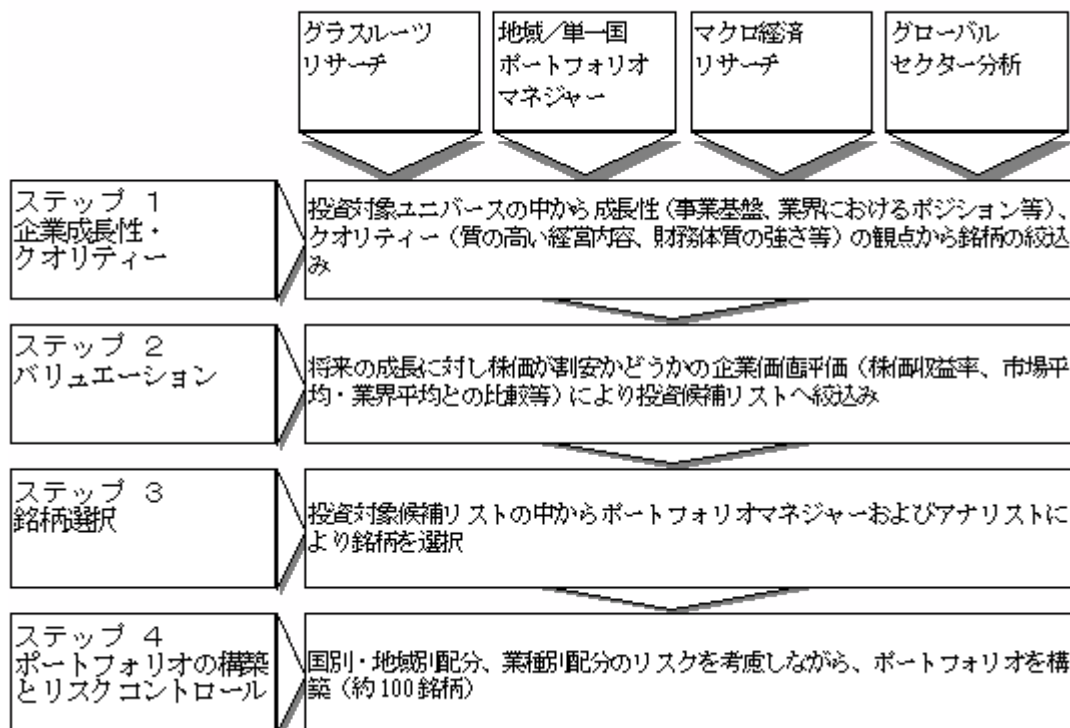 グラスルーツ
リサーチ
地域／単一国
ポートフォリオ
マネジャー
マクロ経済
リサーチ
グローバル
セクター分析
ステップ １
企業成長性・
クオリティー
投資対象ユニバースの中から成長性（事業基盤、業界におけるポジション等）、
クオリティー（質の高い経営内容、財務体質の強さ等）の観点から銘柄の絞込
み
ステップ ２
バリュエーション
将来の成長に対し株価が割安かどうかの企業価値評価（株価収益率、市場平
均・業界平均との比較等）により投資候補リストへ絞込み
ステップ ３
銘柄選択
投資対象候補リストの中からポートフォリオマネジャーおよびアナリストに
より銘柄を選択
ステップ ４
ポートフォリオの構築
とリスクコントロール
国別・地域別配分、業種別配分のリスクを考慮しながら、ポートフォリオを構
築（約100銘柄）